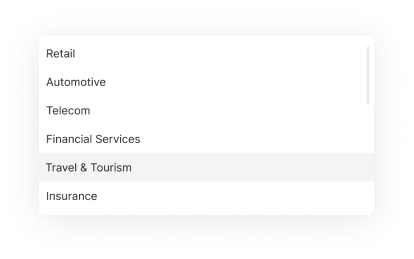 Retail
Automotive
Telecom
Financial Services
Travel & Tourism
Insurance